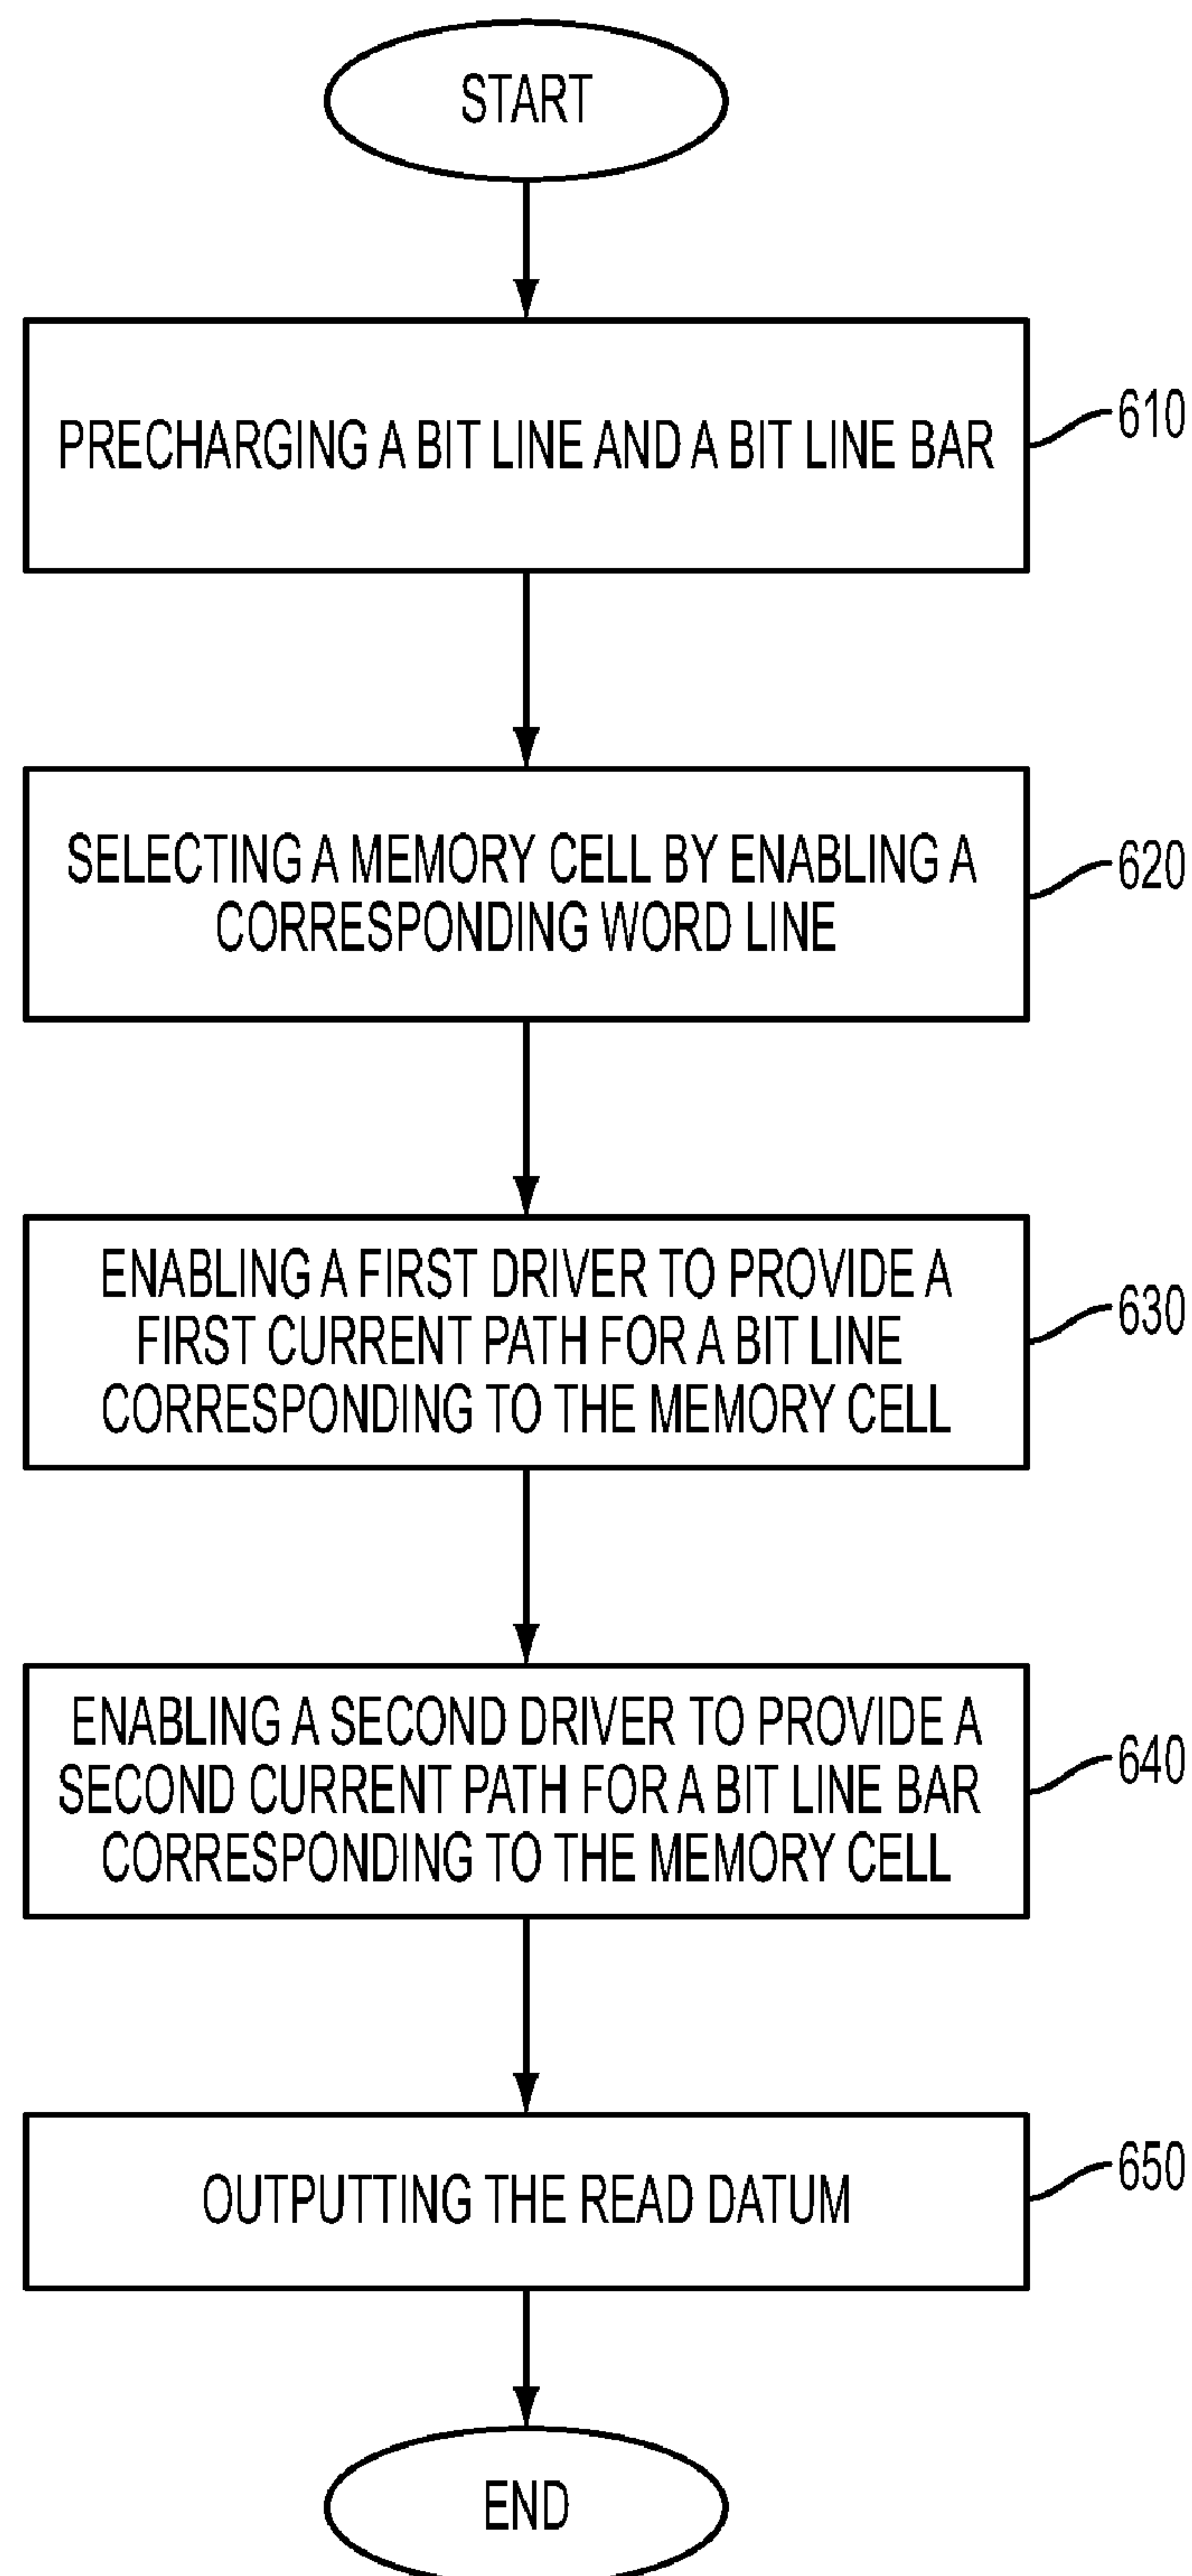 START
PRECHARGING A BIT LINE AND A BIT LINE BAR
610
SELECTING A MEMORY CELL BY ENABLING A
CORRESPONDING WORD LINE
620
ENABLING A FIRST DRIVER TO PROVIDE A
FIRST CURRENT PATH FOR A BIT LINE
CORRESPONDING TO THE MEMORY CELL
630
ENABLING A SECOND DRIVER TO PROVIDE A
SECOND CURRENT PATH FOR A BIT LINE BAR
CORRESPONDING TO THE MEMORY CELL
640
OUTPUTTING THE READ DATUM
650
END